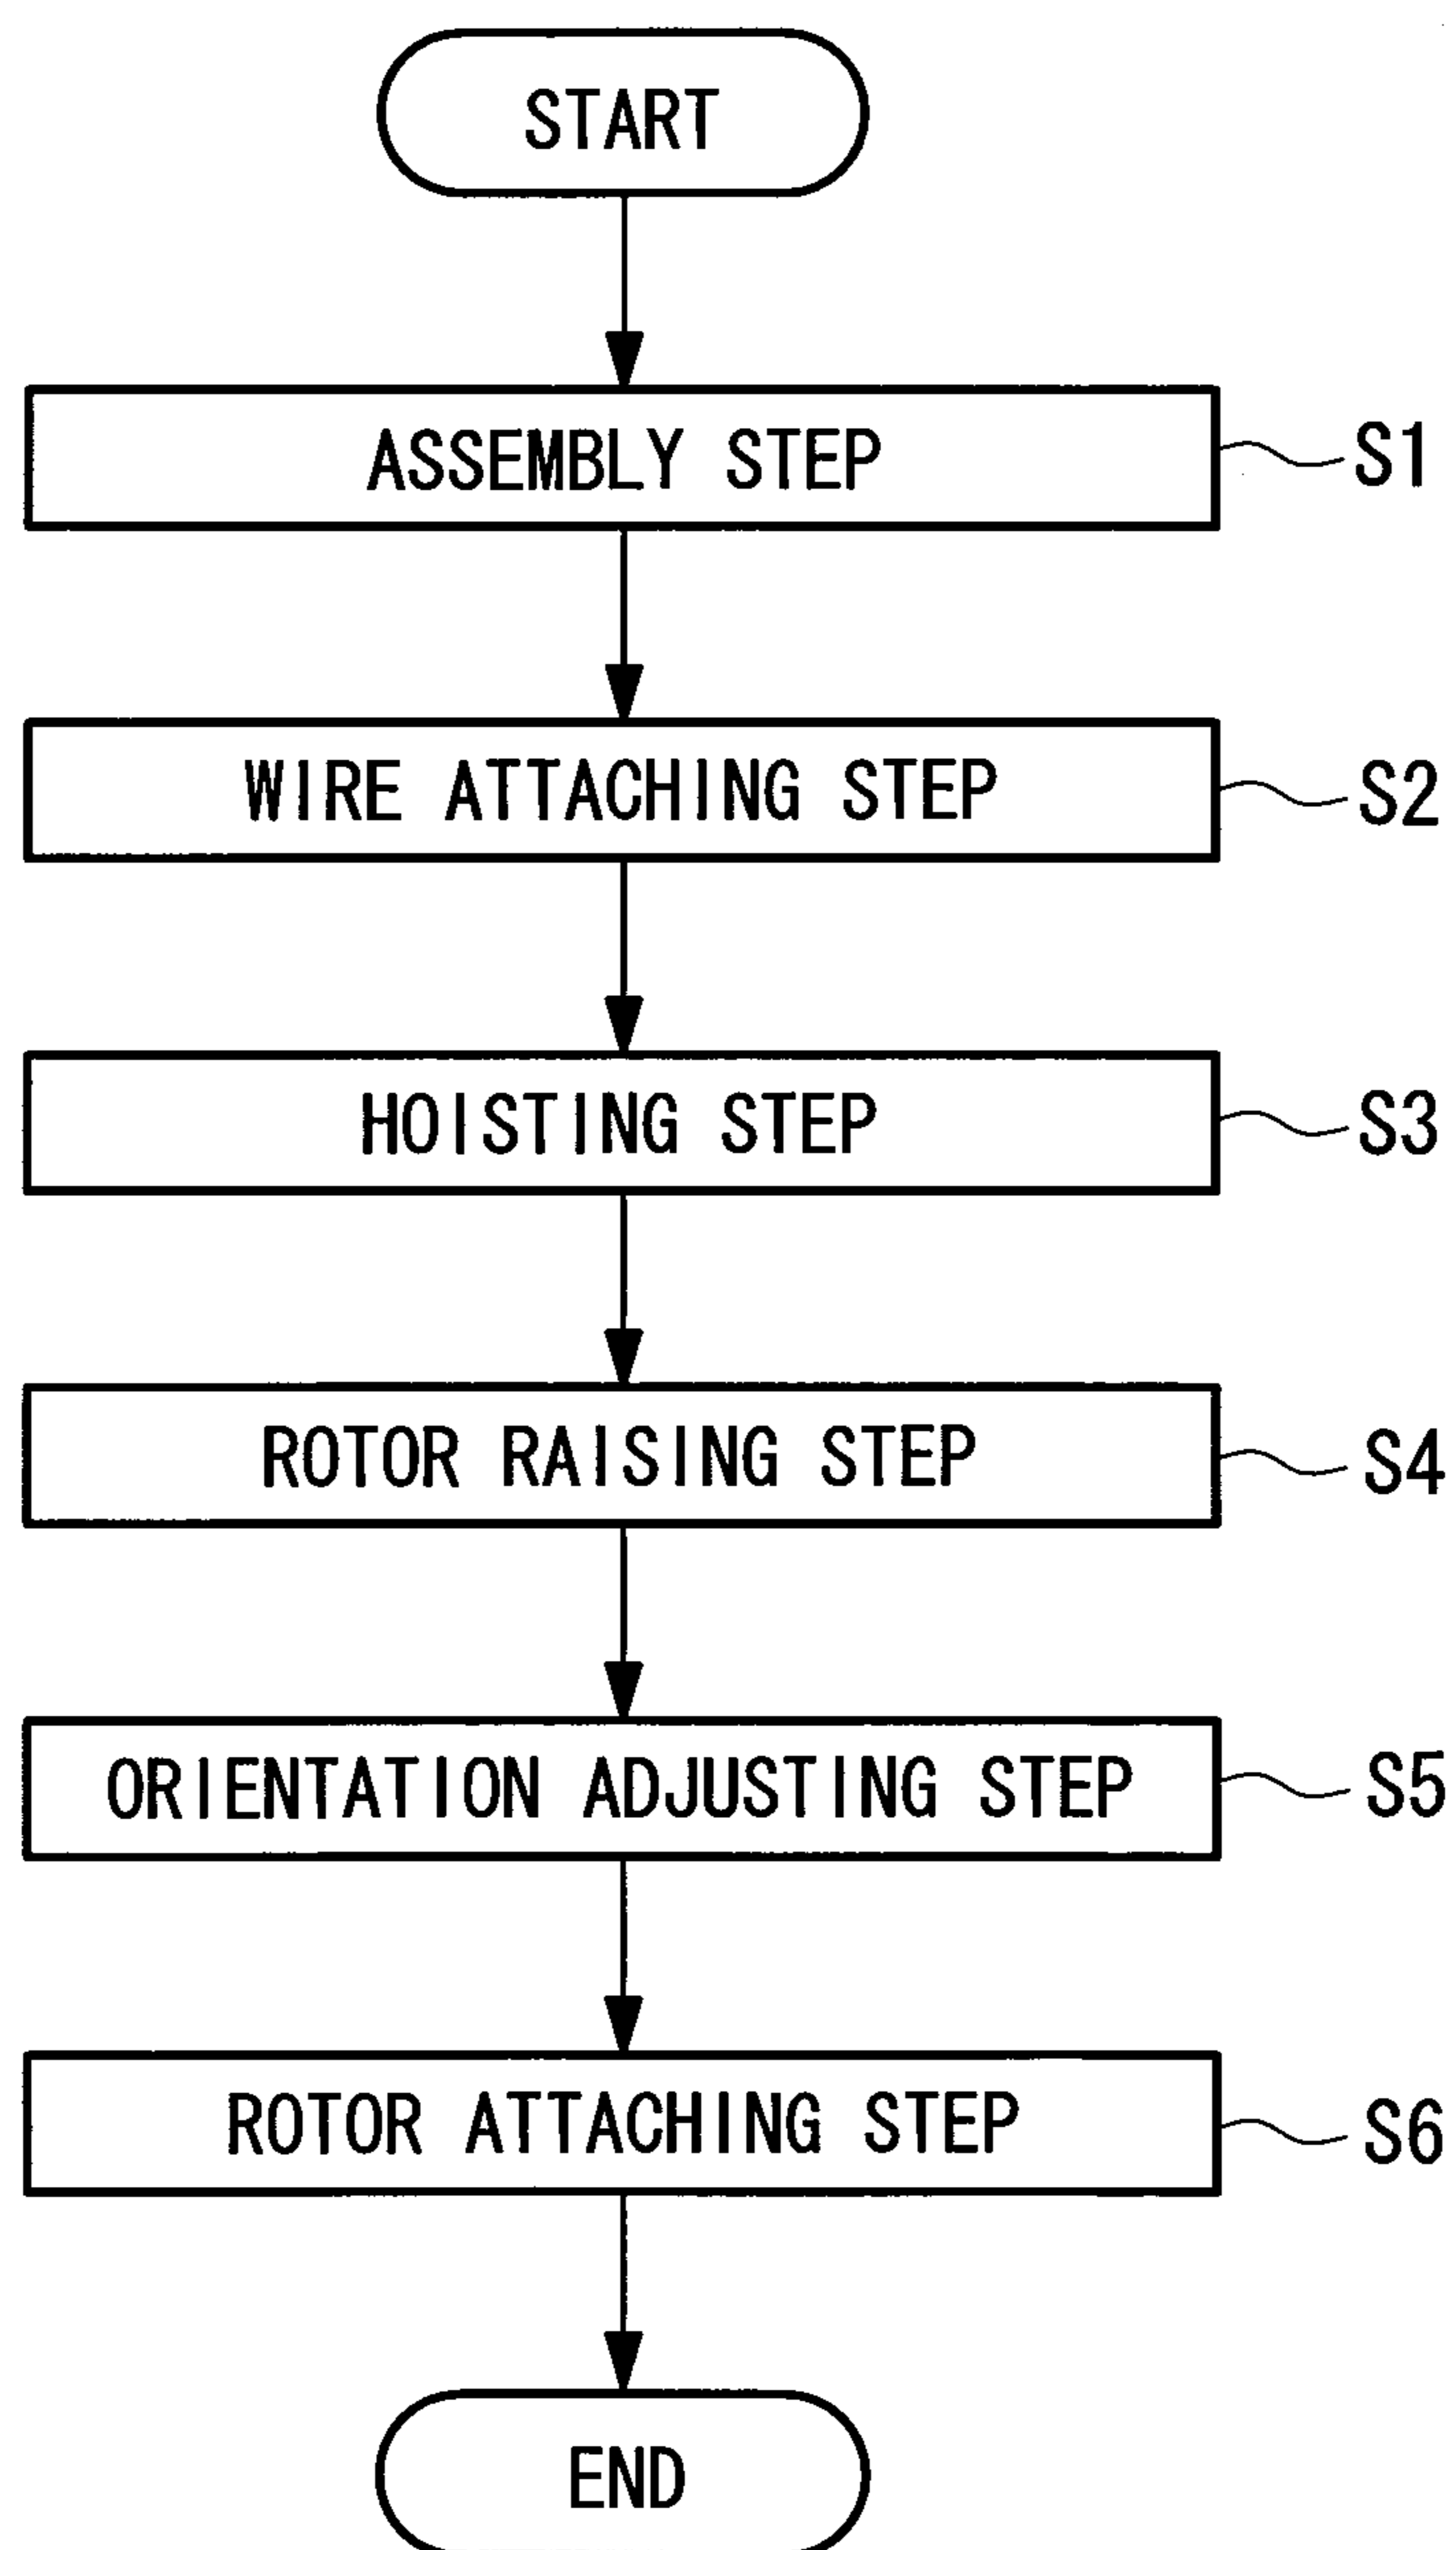 START
ASSEMBLY STEP S1
WIRE ATTACHING STEP S2
HOISTING STEP S3
ROTOR RAISING STEP S4
ORIENTATION ADJUSTING STEP S5
ROTOR ATTACHING STEP S6
END